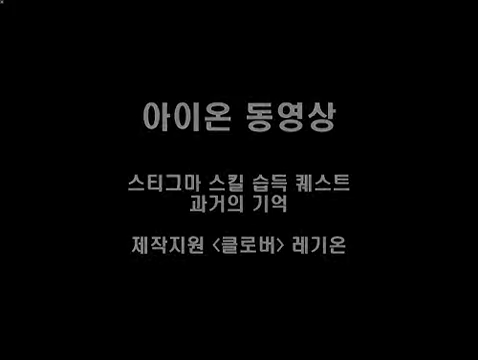 아이온 동영상
스티그마 스킬 습득 퀘스트
과거의 기억
제작지원 <클로버> 레기온